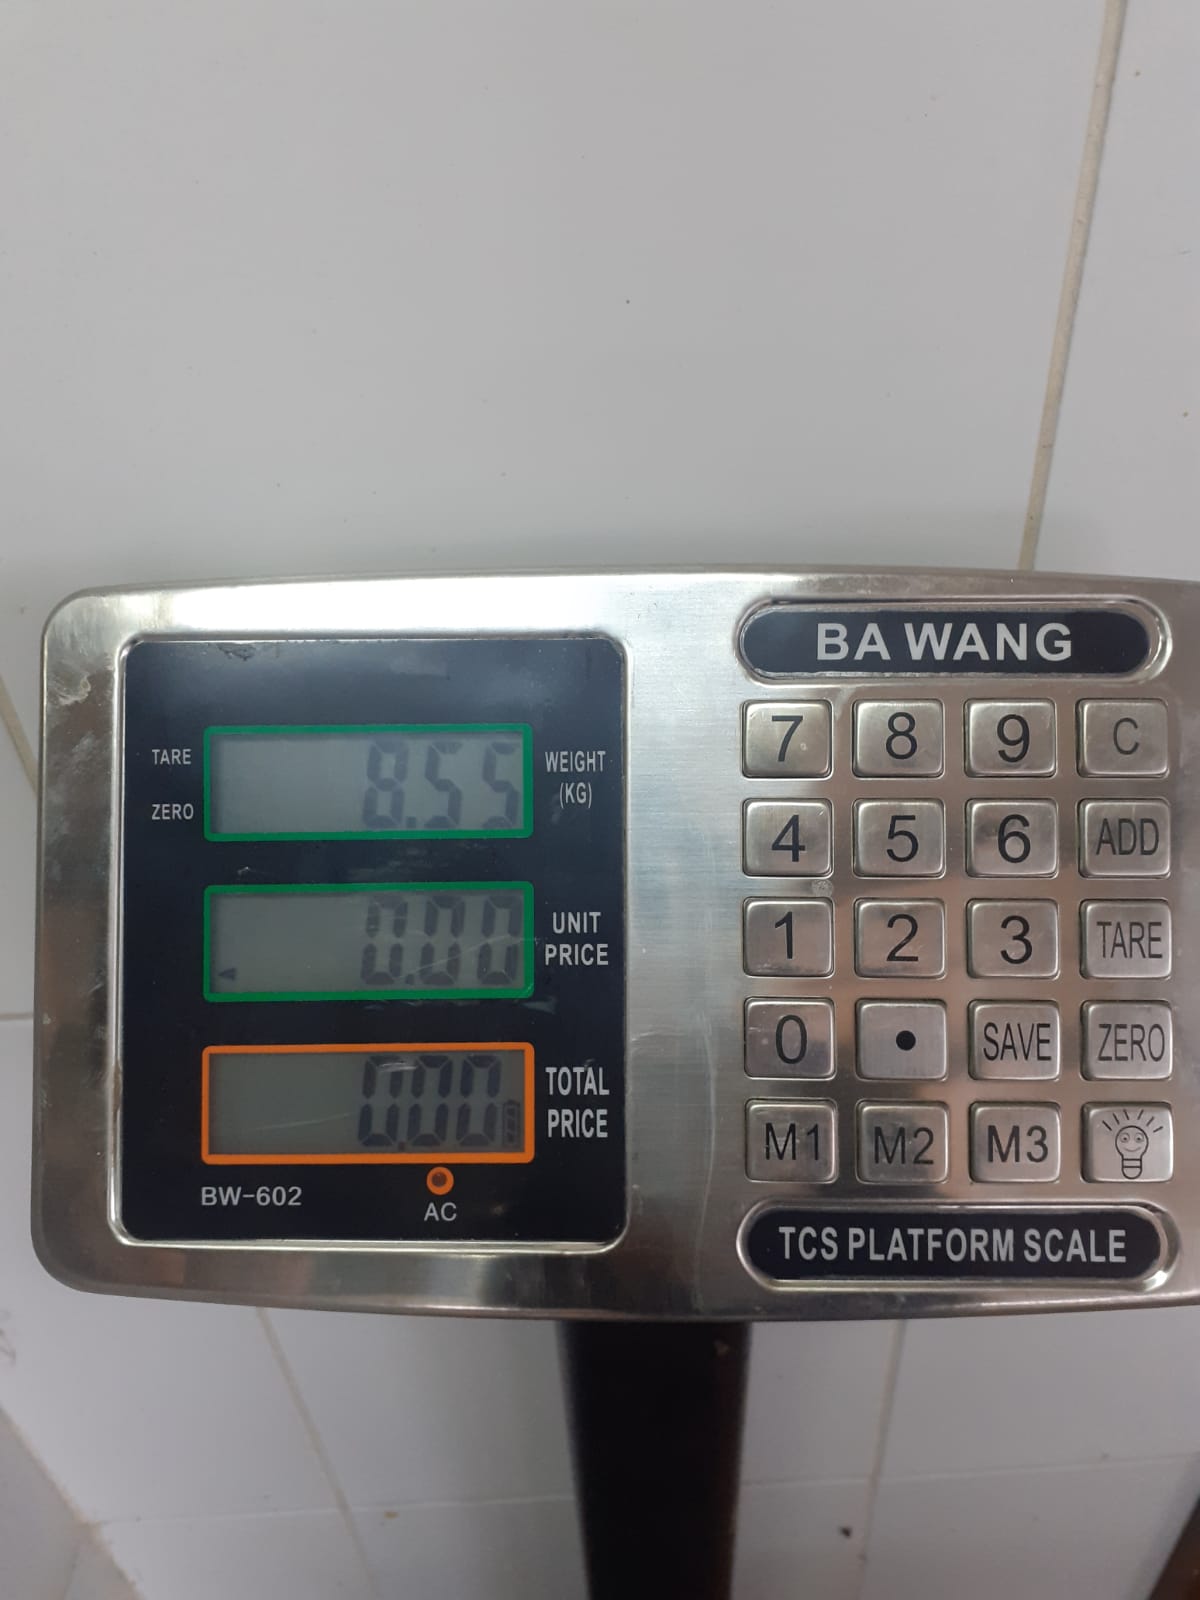 BA WANG
TARE
ZERO
8.55
WEIGHT
(KG)
0.00
UNIT
PRICE
0.00
TOTAL
PRICE
BW-602
AC
7 8 9 C
4 5 6 ADD
1 2 3 TARE
0 • SAVE ZERO
M1 M2 M3
TCS PLATFORM SCALE